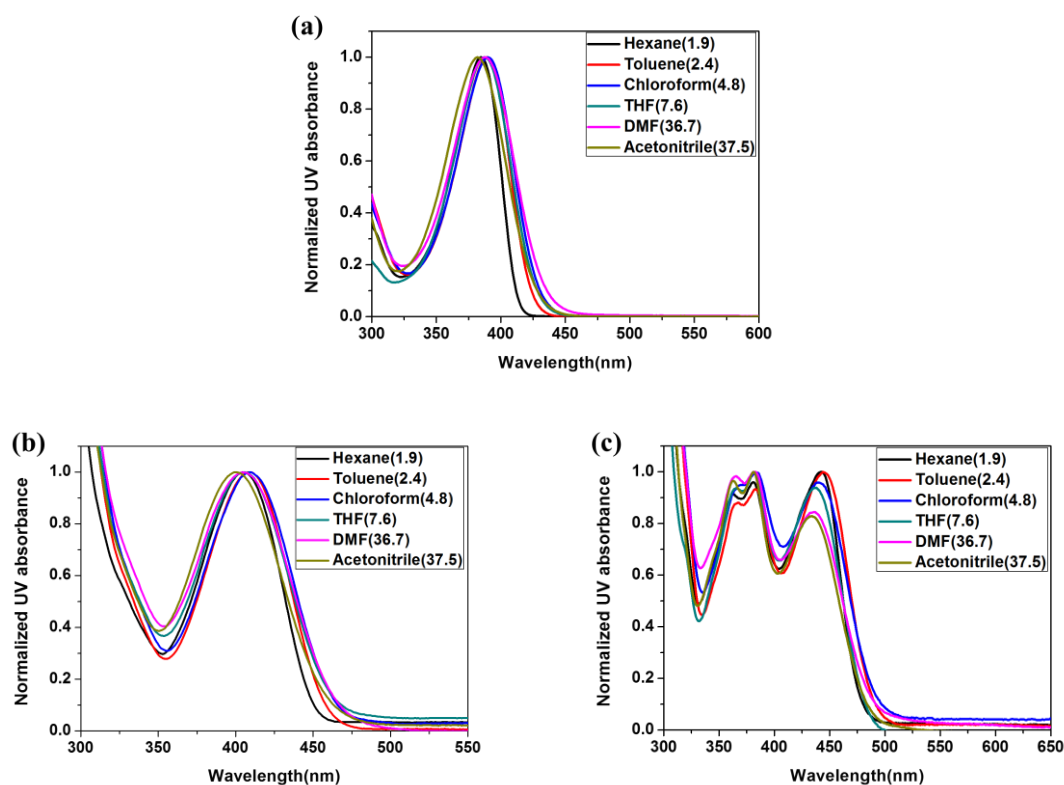 (a)
Normalized UV absorbance
1.0
0.8
0.6
0.4
0.2
0.0
Hexane(1.9)
Toluene(2.4)
Chloroform(4.8)
THF(7.6)
DMF(36.7)
Acetonitrile(37.5)
300 350 400 450 500 550 600
Wavelength(nm)
(b)
Normalized UV absorbance
1.0
0.8
0.6
0.4
0.2
0.0
Hexane(1.9)
Toluene(2.4)
Chloroform(4.8)
THF(7.6)
DMF(36.7)
Acetonitrile(37.5)
300 350 400 450 500 550
Wavelength(nm)
(c)
Normalized UV absorbance
1.0
0.8
0.6
0.4
0.2
0.0
Hexane(1.9)
Toluene(2.4)
Chloroform(4.8)
THF(7.6)
DMF(36.7)
Acetonitrile(37.5)
300 350 400 450 500 550 600 650
Wavelength(nm)